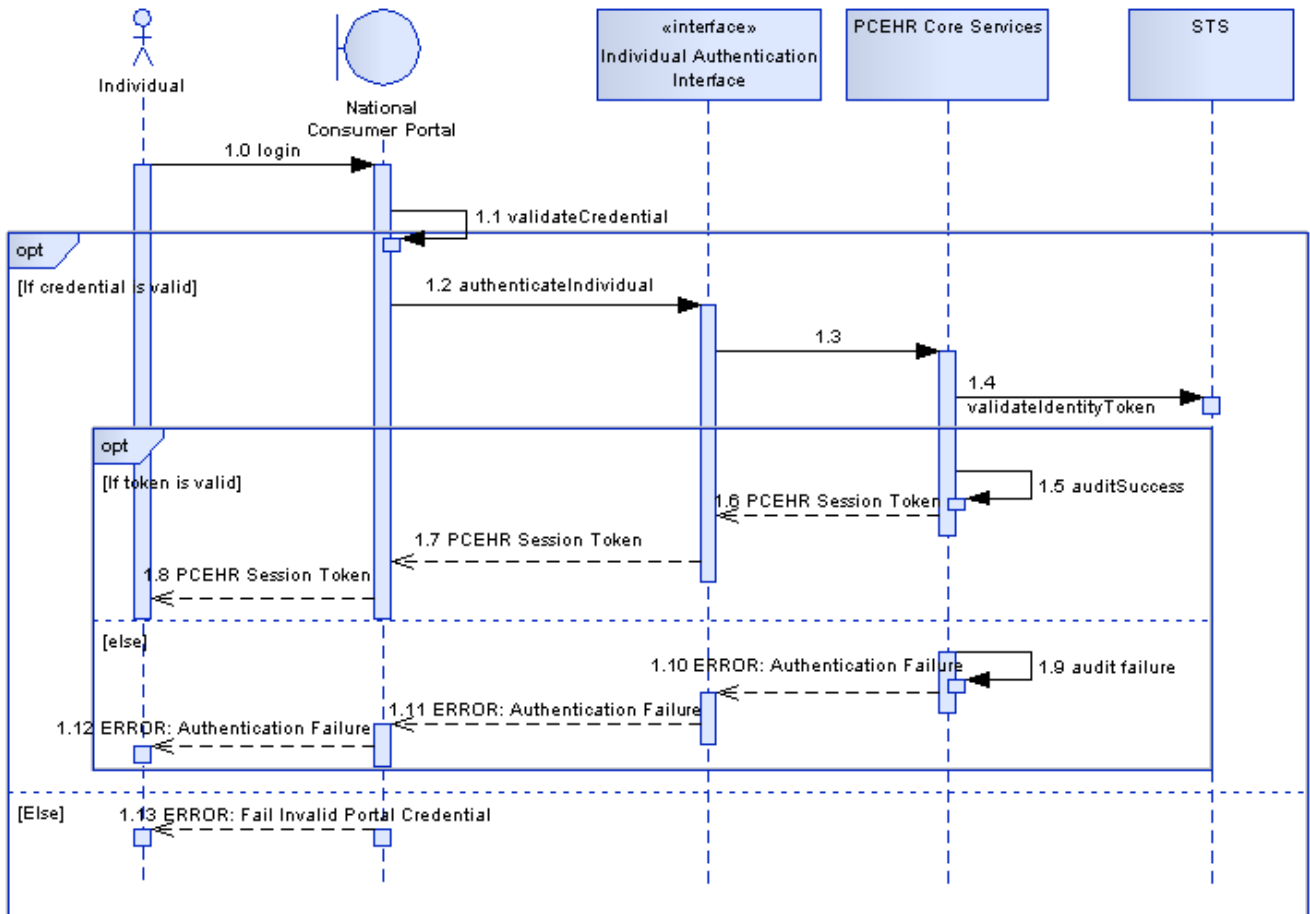 Individual
National
Consumer Portal
«interface»
Individual Authentication
Interface
PCEHR Core Services
STS
1.0 login
1.1 validateCredential
opt
[If credential is valid]
1.2 authenticateIndividual
1.3
1.4
validateIdentityToken
opt
[If token is valid]
1.5 auditSuccess
1.6 PCEHR Session Token
1.7 PCEHR Session Token
1.8 PCEHR Session Token
[else]
1.9 audit failure
1.10 ERROR: Authentication Failure
1.11 ERROR: Authentication Failure
1.12 ERROR: Authentication Failure
[Else]
1.13 ERROR: Fail Invalid Portal Credential